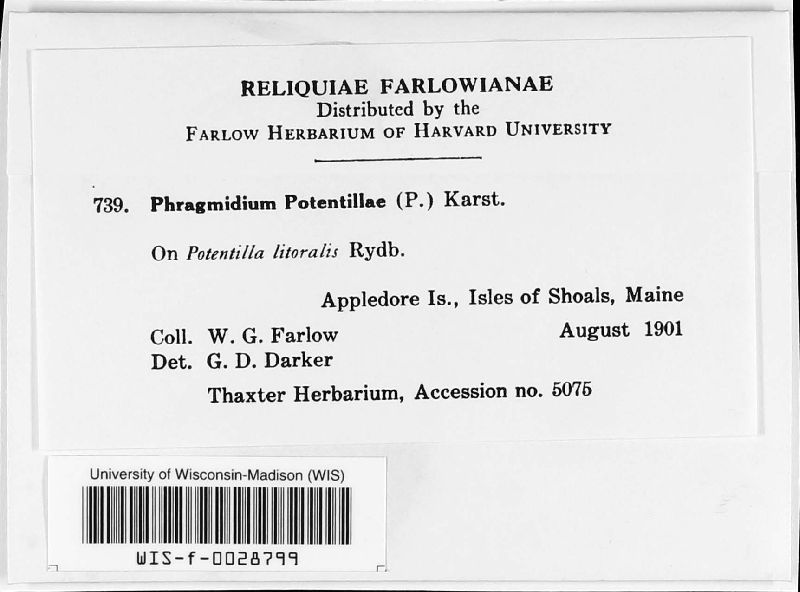 RELIQUIAE FARLOWIANAE
Distributed by the
FARLOW HERBARIUM OF HARVARD UNIVERSITY
739. Phragmidium Potentillae (P.) Karst.
On Potentilla litoralis Rydb.
Appledore Is., Isles of Shoals, Maine
Coll. W. G. Farlow August 1901
Det. G. D. Darker
Thaxter Herbarium, Accession no. 5075
University of Wisconsin-Madison (WIS)
WIS-f-0028799